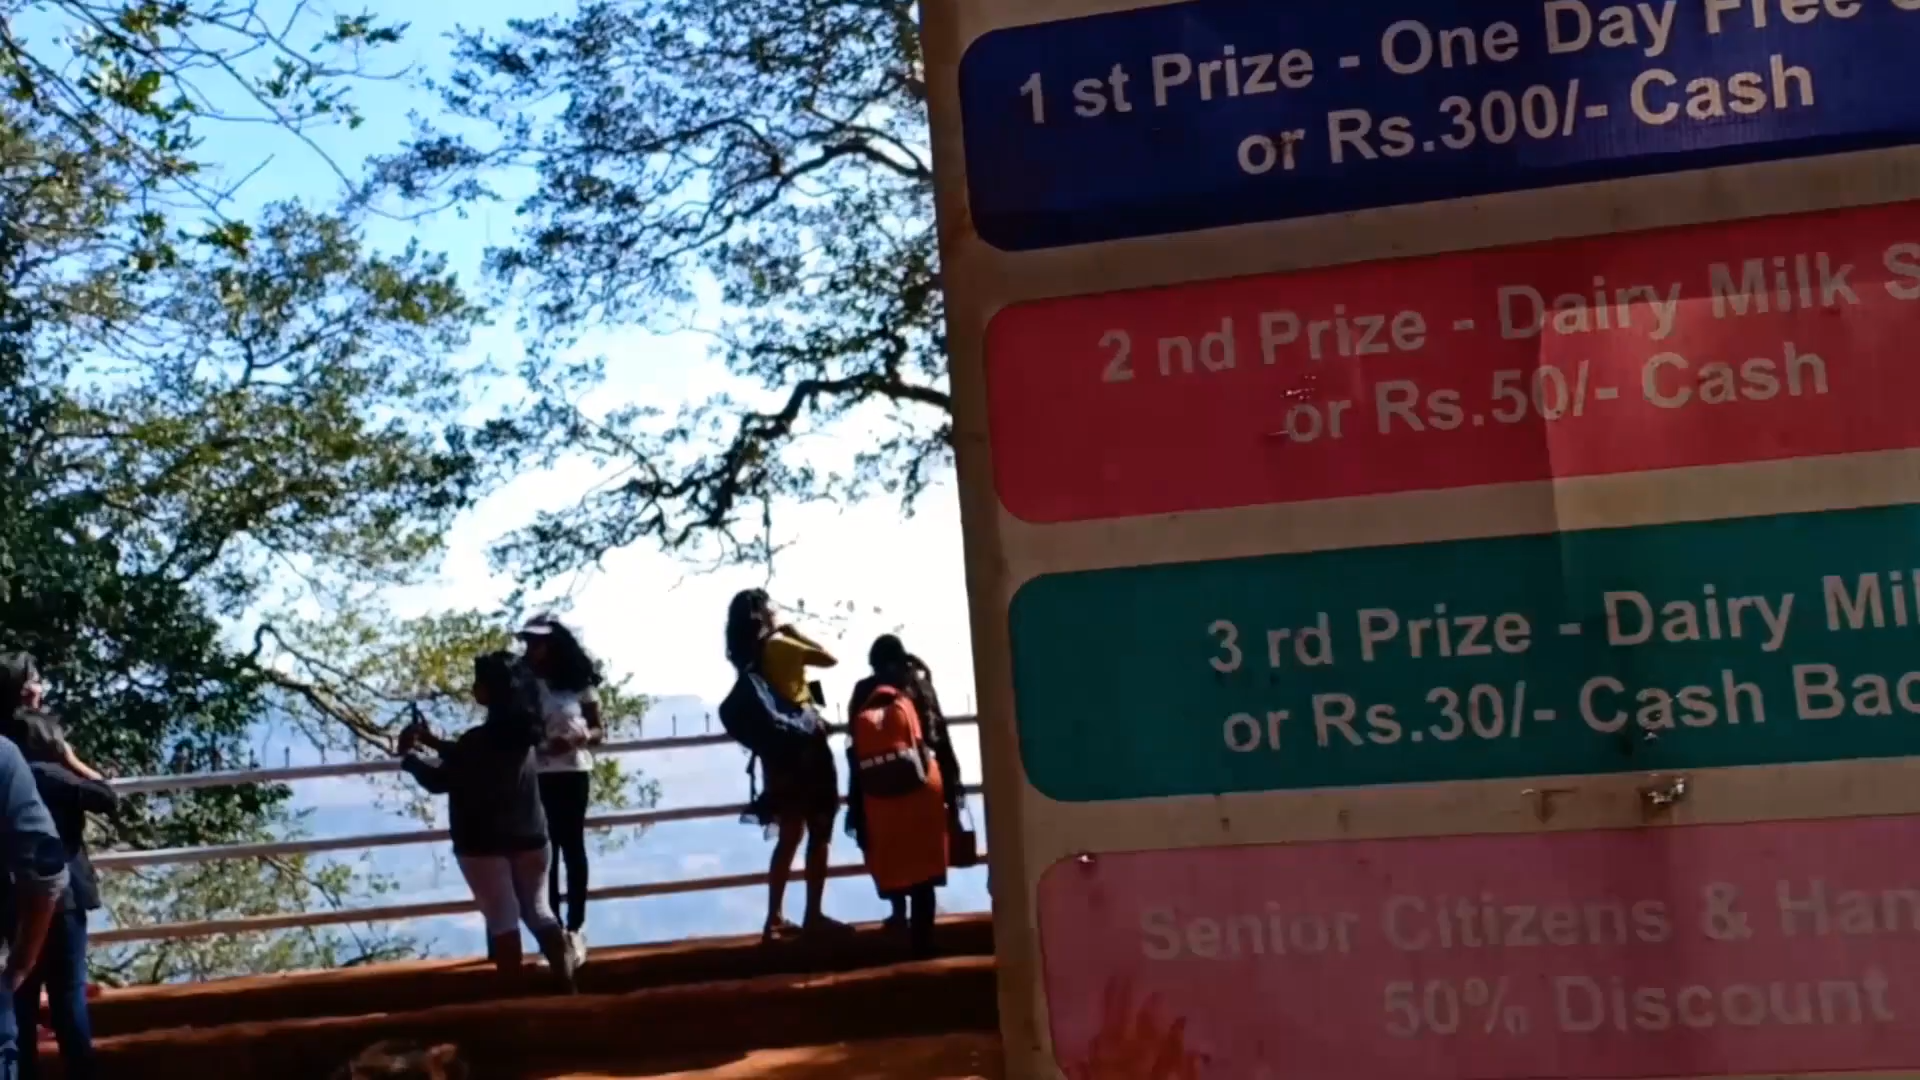 1 st Prize - One Day Free
or Rs.300/- Cash
2 nd Prize - Dairy Milk
or Rs.50/- Cash
3 rd Prize - Dairy
or Rs.30/- Cash
Senior Citizens &
50% Discount